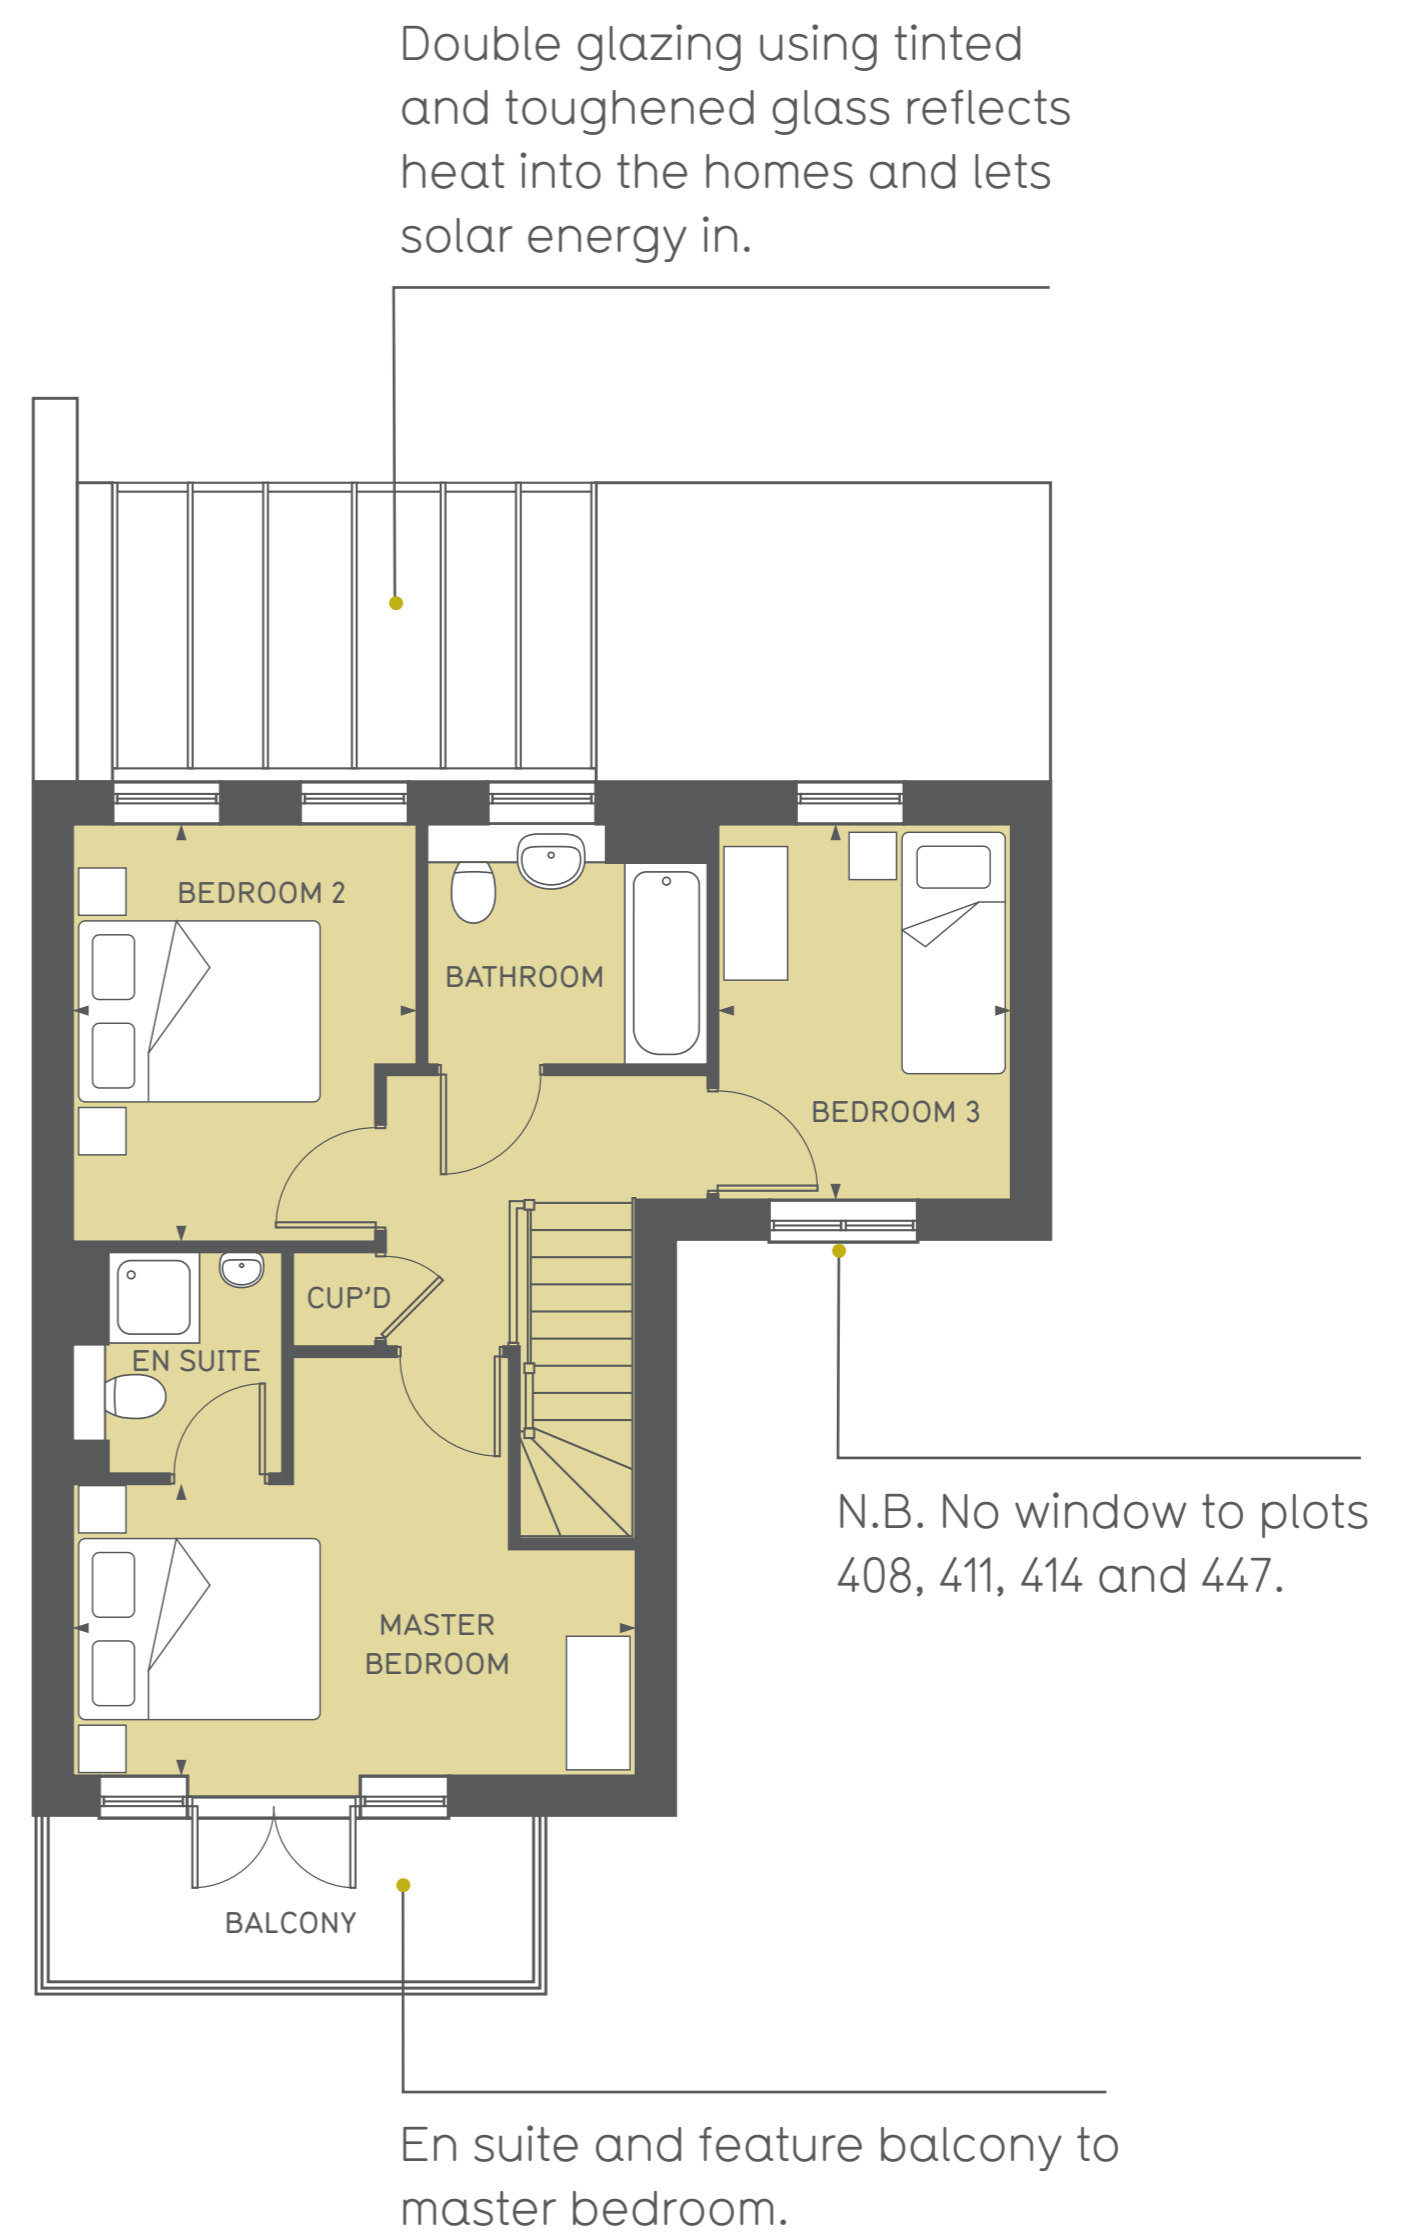 Double glazing using tinted
and toughened glass reflects
heat into the homes and lets
solar energy in.
BEDROOM 2
BATHROOM
BEDROOM 3
CUP'D
EN SUITE
N.B. No window to plots
408, 411, 414 and 447.
MASTER
BEDROOM
BALCONY
En suite and feature balcony to
master bedroom.